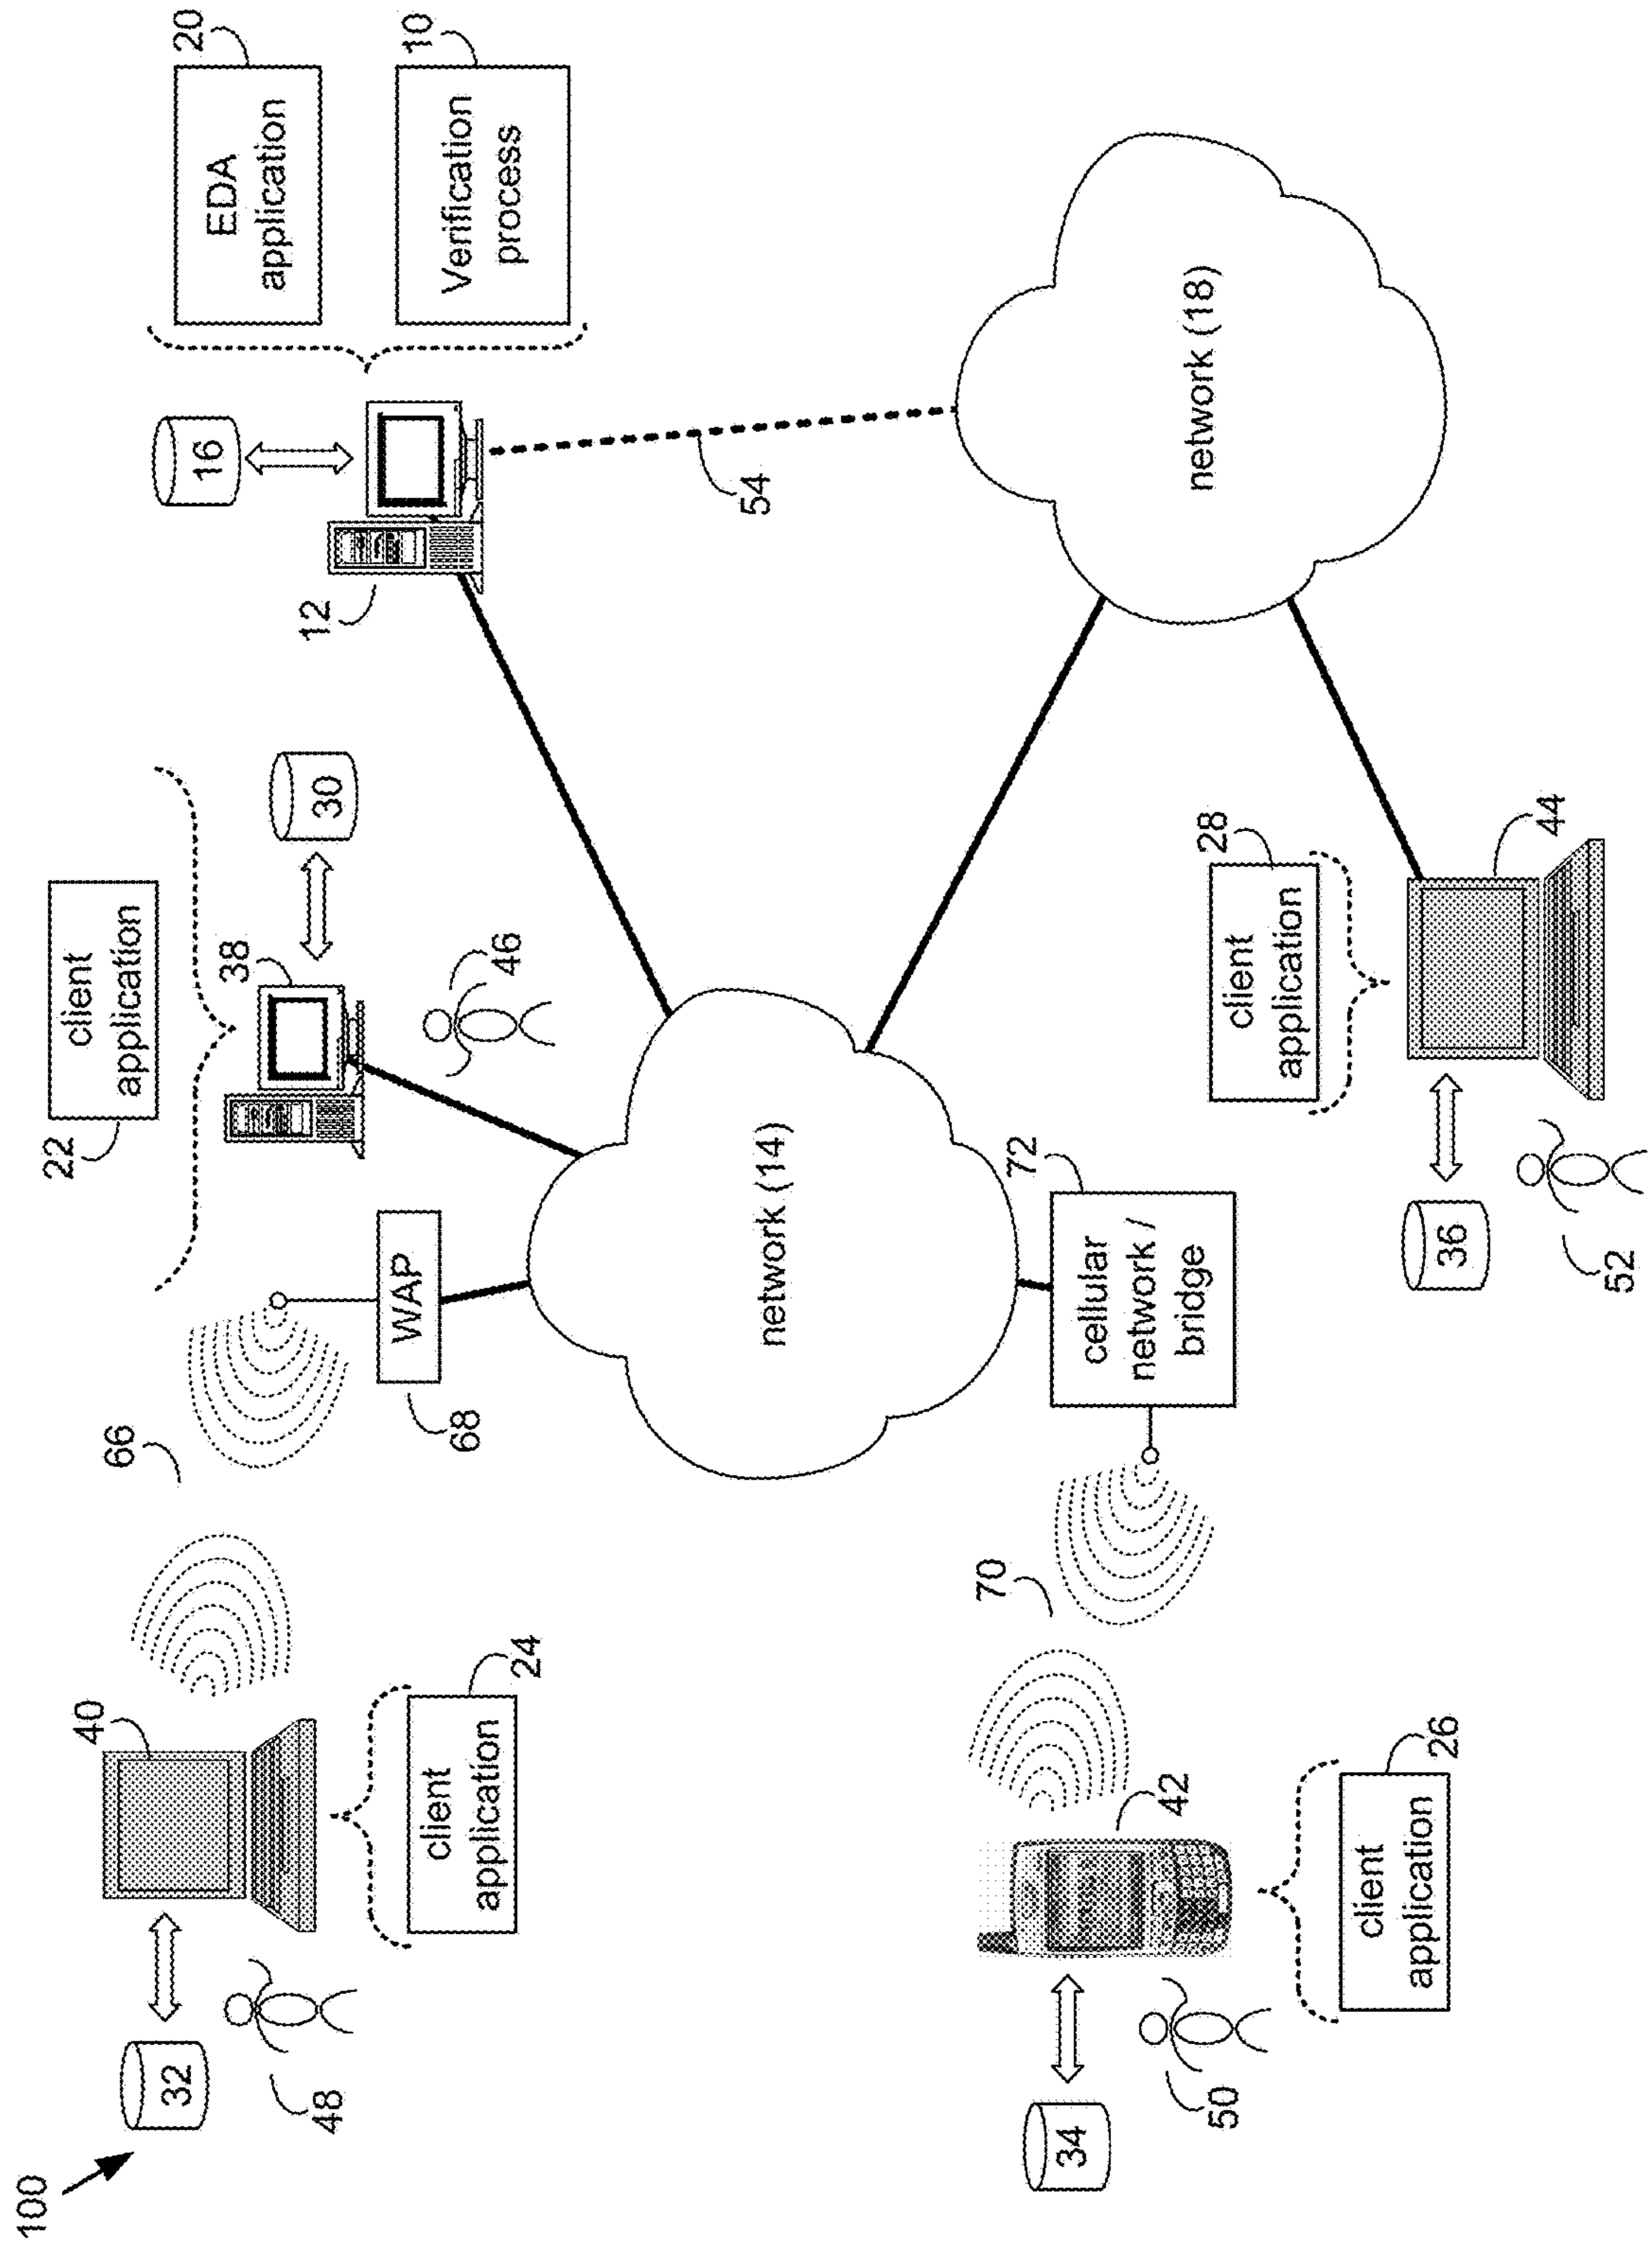 100
32
48
40
client
application
24
66
WAP
68
client
application
22
38
30
46
16
12
EDA
application
20
Verification
process
10
network (14)
54
network (18)
34
50
42
client
application
26
70
cellular
network /
bridge
72
client
application
28
36
52
44